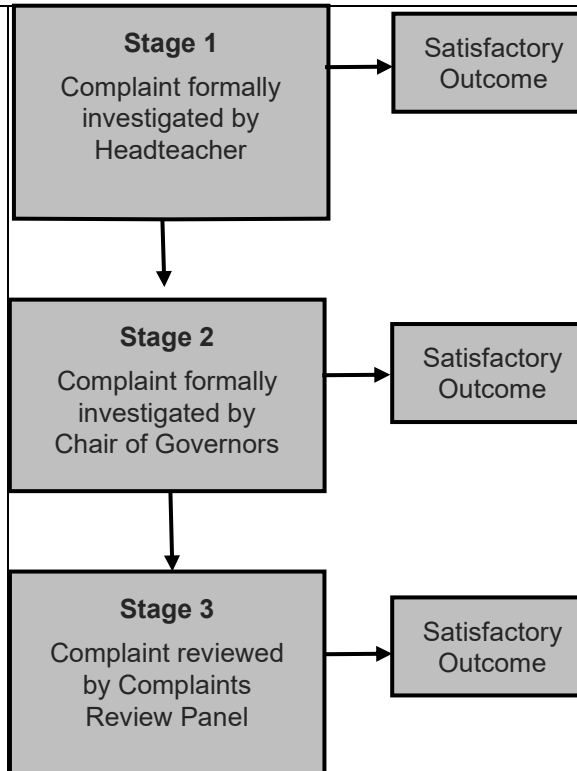 Stage 1
Complaint formally
investigated by
Headteacher
Satisfactory
Outcome
Stage 2
Complaint formally
investigated by
Chair of Governors
Satisfactory
Outcome
Stage 3
Complaint reviewed
by Complaints
Review Panel
Satisfactory
Outcome